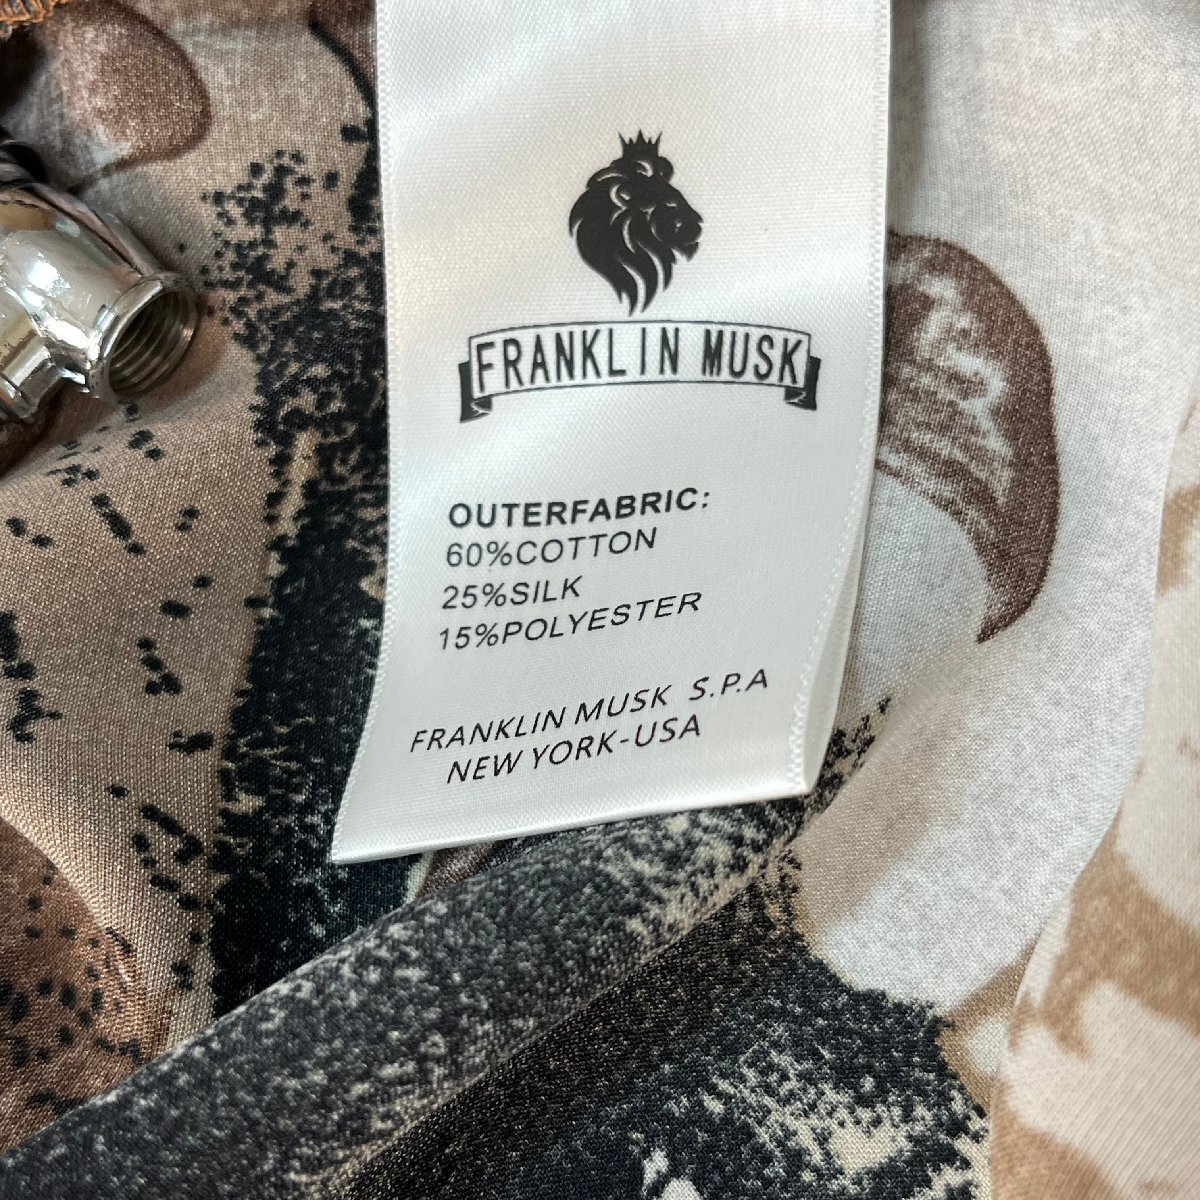 FRANKLIN MUSK
OUTERFABRIC:
60%COTTON
25%SILK
15%POLYESTER
FRANKLIN MUSK S.P.A
NEW YORK-USA